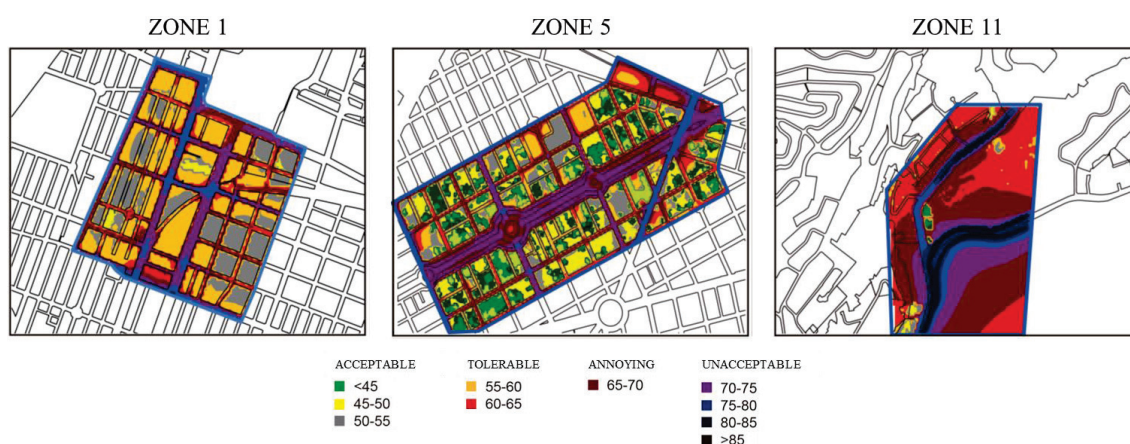 ZONE 1
ZONE 5
ZONE 11
ACCEPTABLE
<45
45-50
50-55
TOLERABLE
55-60
60-65
ANNOYING
65-70
UNACCEPTABLE
70-75
75-80
80-85
>85